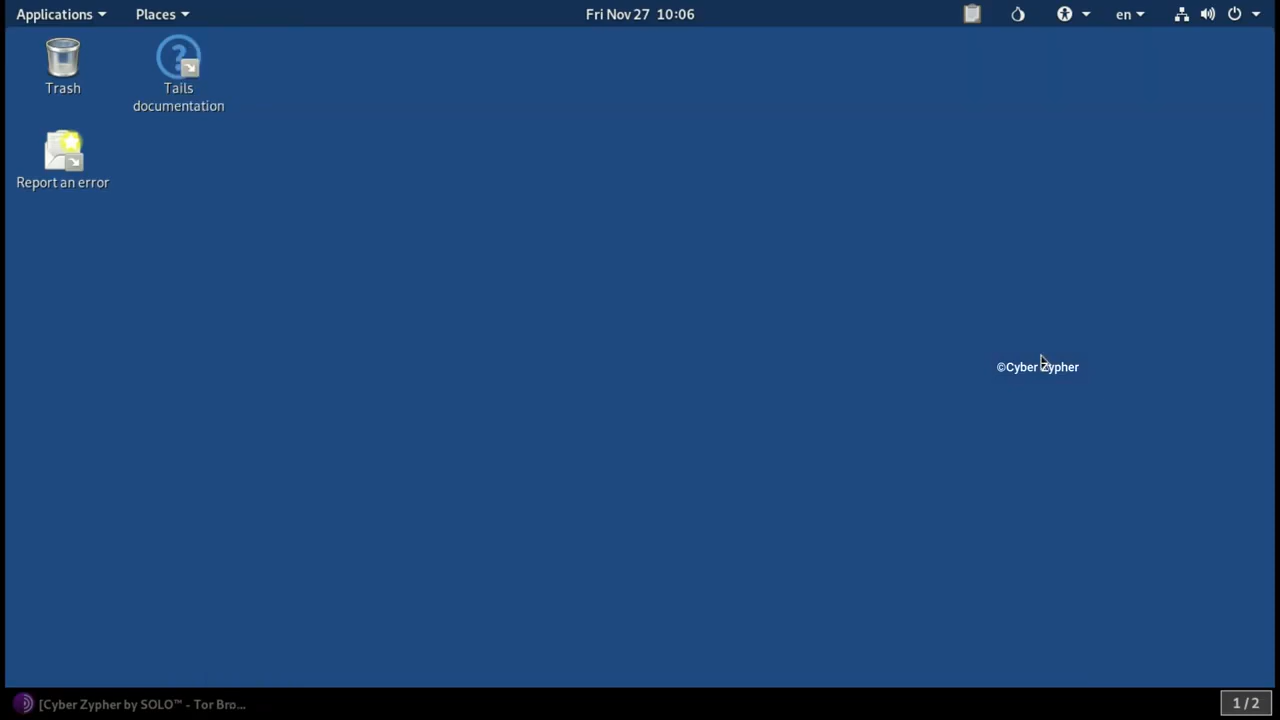 Applications Places Fri Nov 27 10:06 en
Trash
Tails
documentation
Report an error
©Cyber Zypher
[Cyber Zypher by SOLO™ - Tor Bro... 1 / 2